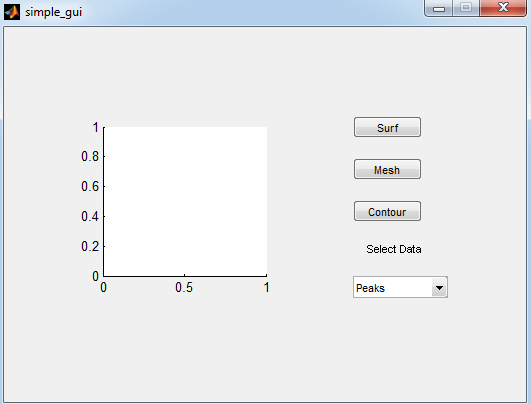 simple_gui
1
0.8
0.6
0.4
0.2
0
0 0.5 1
Surf
Mesh
Contour
Select Data
Peaks